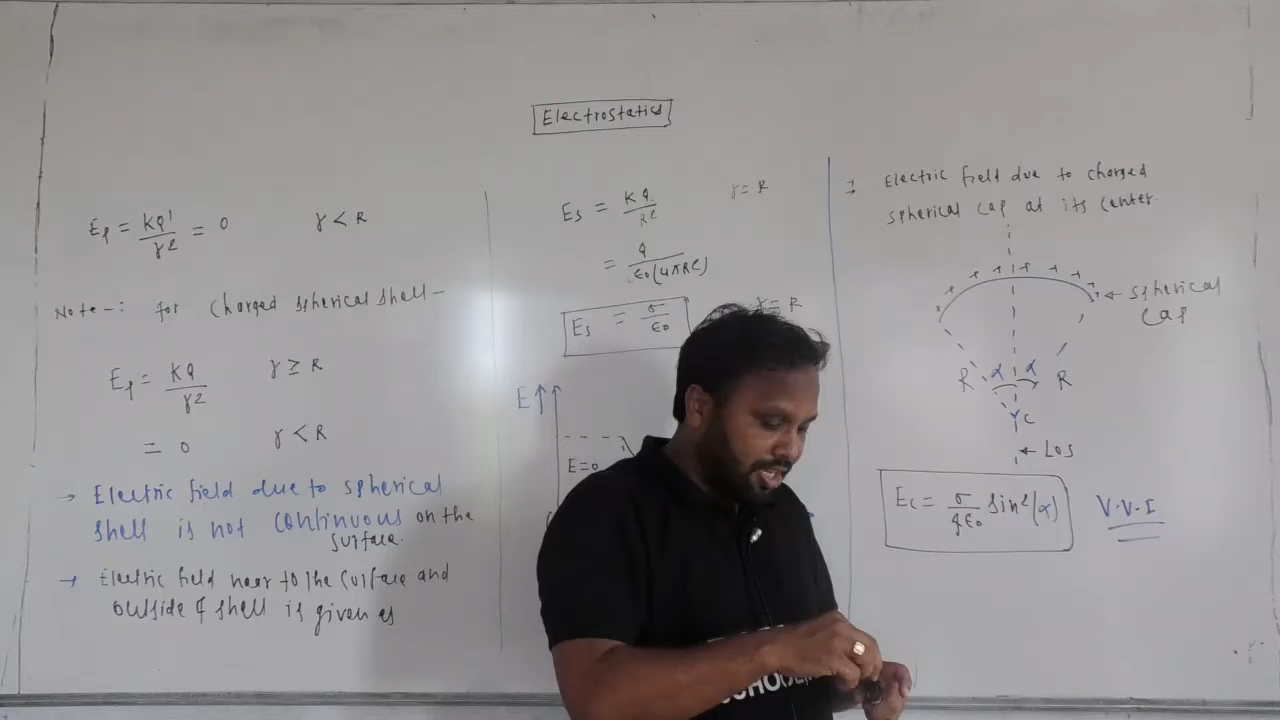 Electrostatics
Ep = Kq' / r² = 0 r < R
Note -: for charged spherical shell -
Ep = Kq / r² r ≥ R
= 0 r < R
→ Electric field due to spherical
shell is not continuous on the
surface.
→ Electric field near to the surface and
outside of shell is given as
Es = Kq / R² r = R
= q / ε0(4πR²)
Es = σ / ε0 r = R
E ↑
E=0
Electric field due to charged
spherical cap at its center.
+ + + + + +
← spherical
cap
R α α R
C
← LOS
Ec = σ / 4ε0 sin²(α) V.V.I
SCHOOL